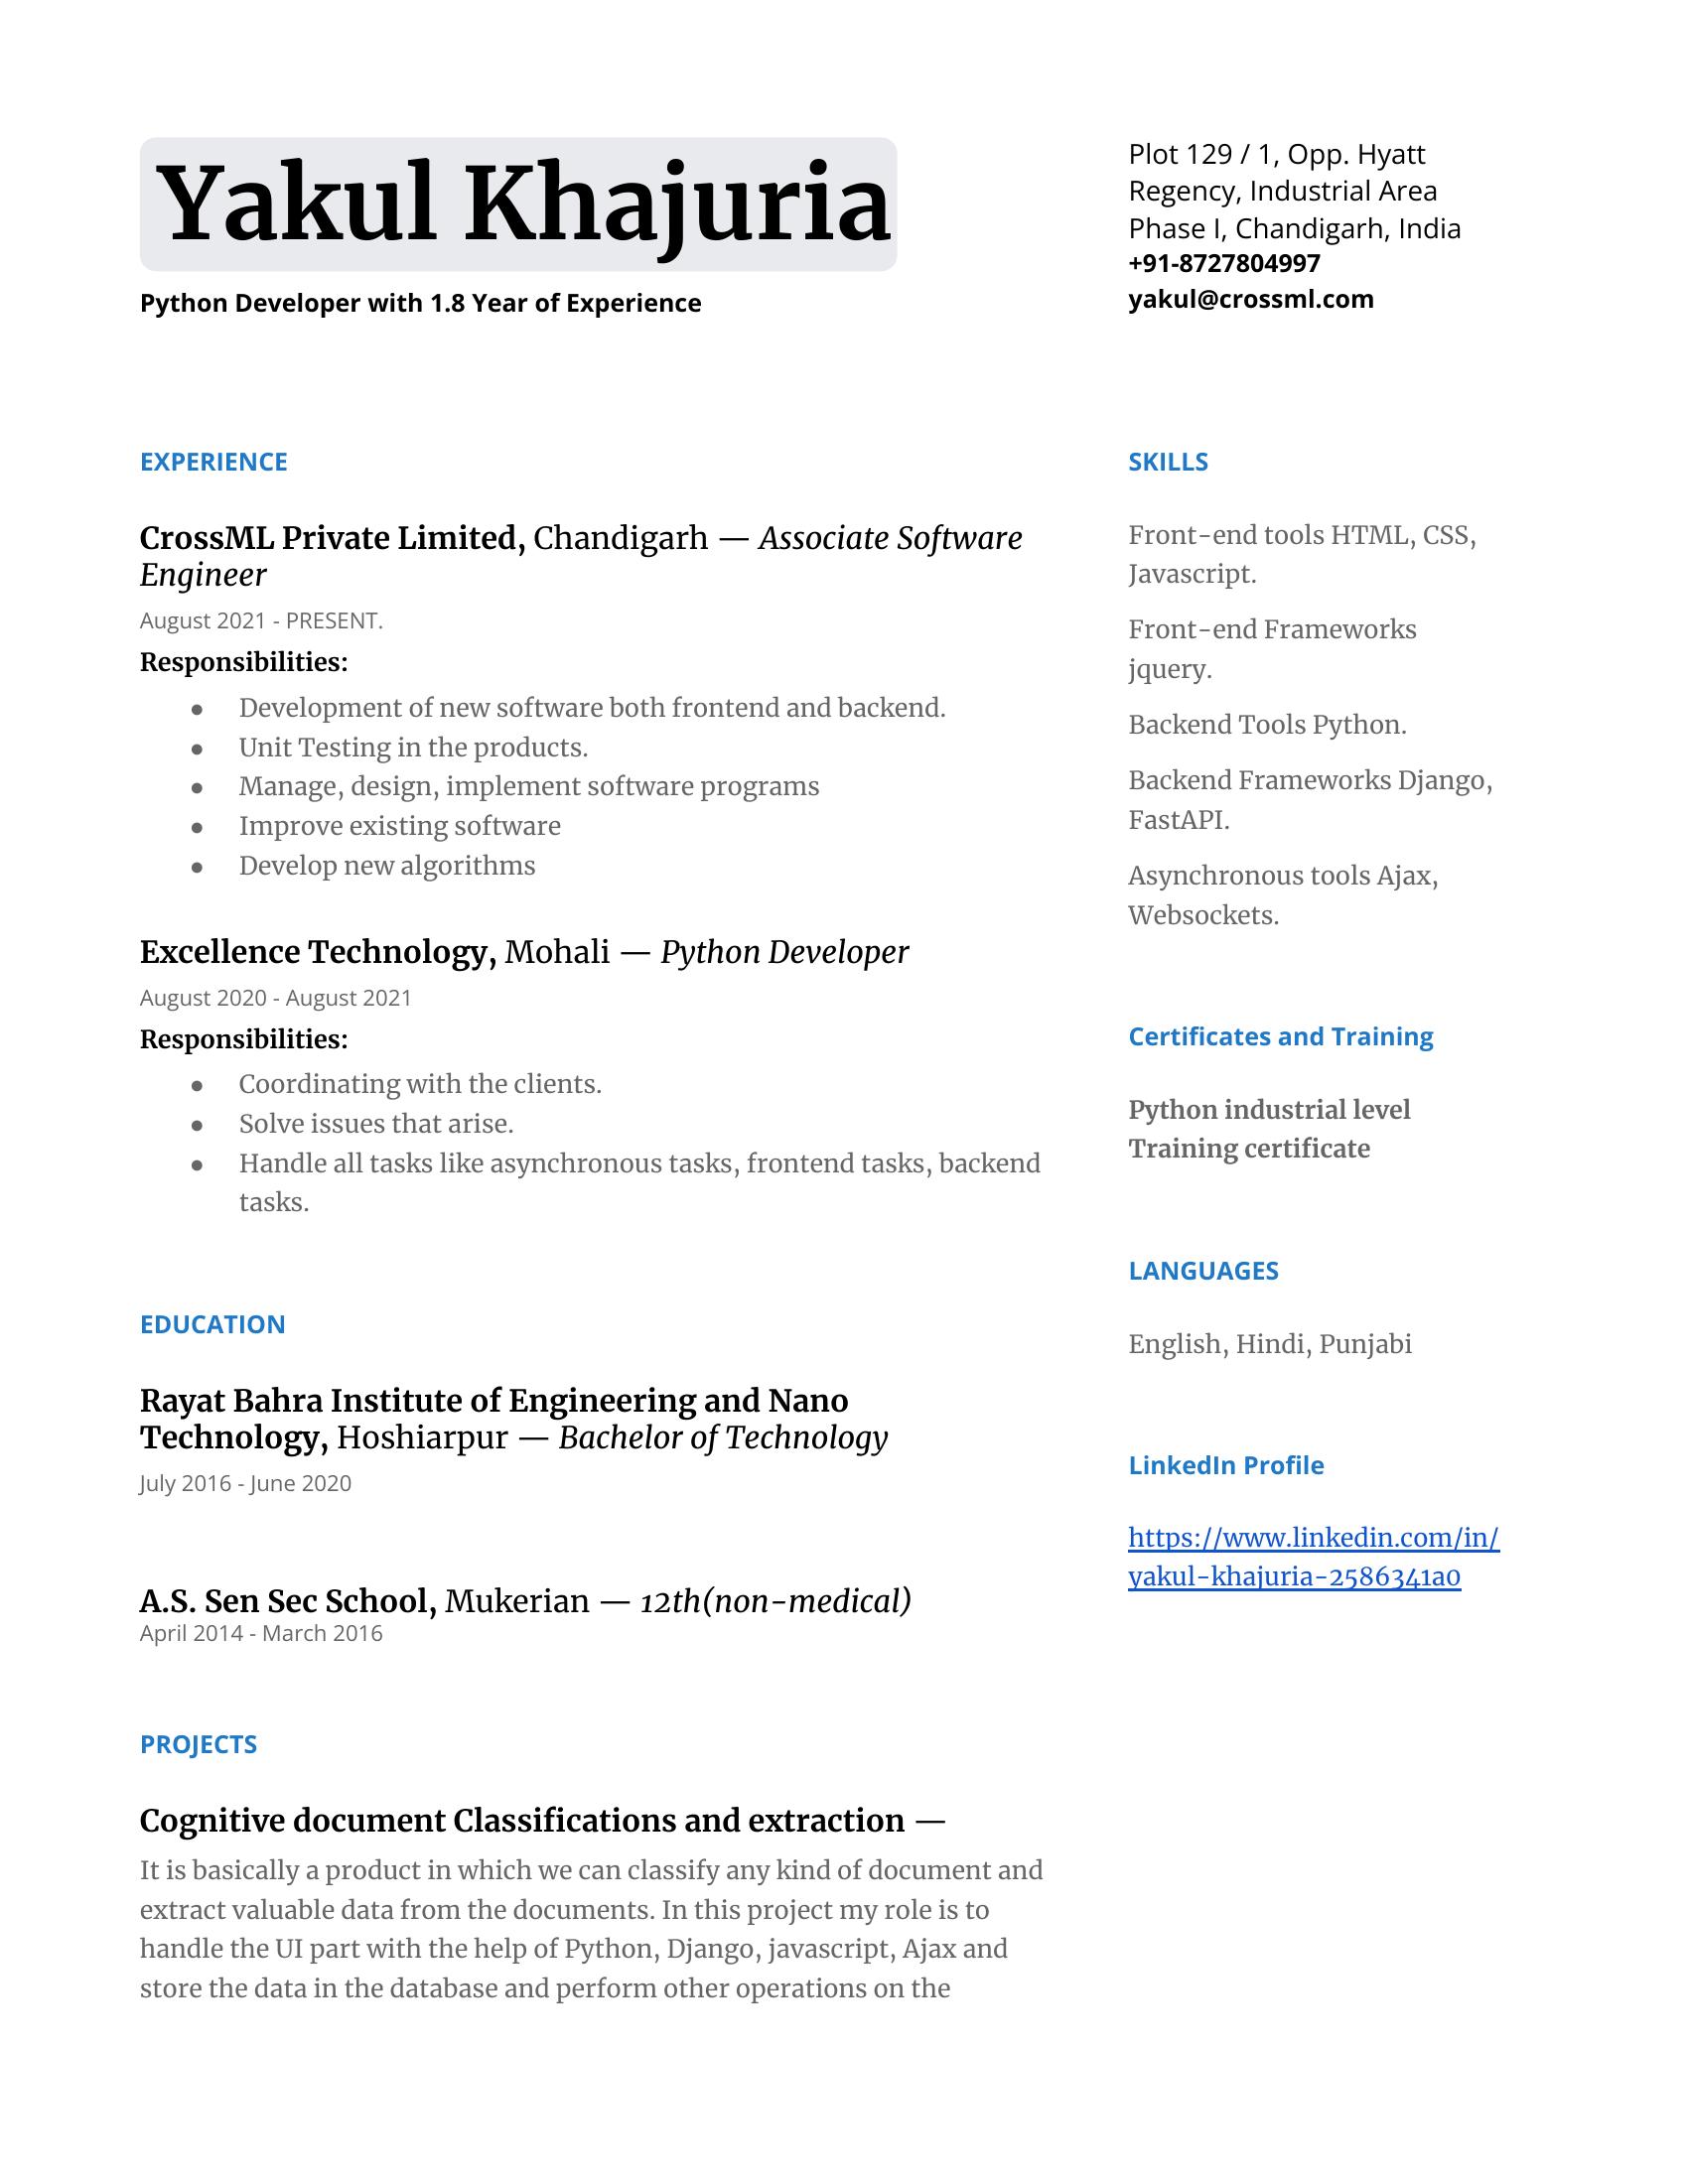 Yakul Khajuria
Python Developer with 1.8 Year of Experience
Plot 129 / 1, Opp. Hyatt
Regency, Industrial Area
Phase I, Chandigarh, India
+91-8727804997
yakul@crossml.com
EXPERIENCE
CrossML Private Limited, Chandigarh — Associate Software
Engineer
August 2021 - PRESENT.
Responsibilities:
● Development of new software both frontend and backend.
● Unit Testing in the products.
● Manage, design, implement software programs
● Improve existing software
● Develop new algorithms
Excellence Technology, Mohali — Python Developer
August 2020 - August 2021
Responsibilities:
● Coordinating with the clients.
● Solve issues that arise.
● Handle all tasks like asynchronous tasks, frontend tasks, backend
tasks.
EDUCATION
Rayat Bahra Institute of Engineering and Nano
Technology, Hoshiarpur — Bachelor of Technology
July 2016 - June 2020
A.S. Sen Sec School, Mukerian — 12th(non-medical)
April 2014 - March 2016
PROJECTS
Cognitive document Classifications and extraction —
It is basically a product in which we can classify any kind of document and
extract valuable data from the documents. In this project my role is to
handle the UI part with the help of Python, Django, javascript, Ajax and
store the data in the database and perform other operations on the
SKILLS
Front-end tools HTML, CSS,
Javascript.
Front-end Frameworks
jquery.
Backend Tools Python.
Backend Frameworks Django,
FastAPI.
Asynchronous tools Ajax,
Websockets.
Certificates and Training
Python industrial level
Training certificate
LANGUAGES
English, Hindi, Punjabi
LinkedIn Profile
https://www.linkedin.com/in/
yakul-khajuria-2586341a0